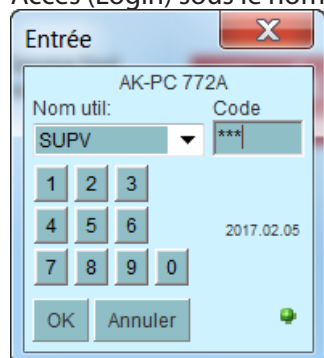 Accès (Login) sous le nom
Entrée
AK-PC 772A
Nom util: Code
SUPV ***
1 2 3
4 5 6 2017.02.05
7 8 9 0
OK Annuler